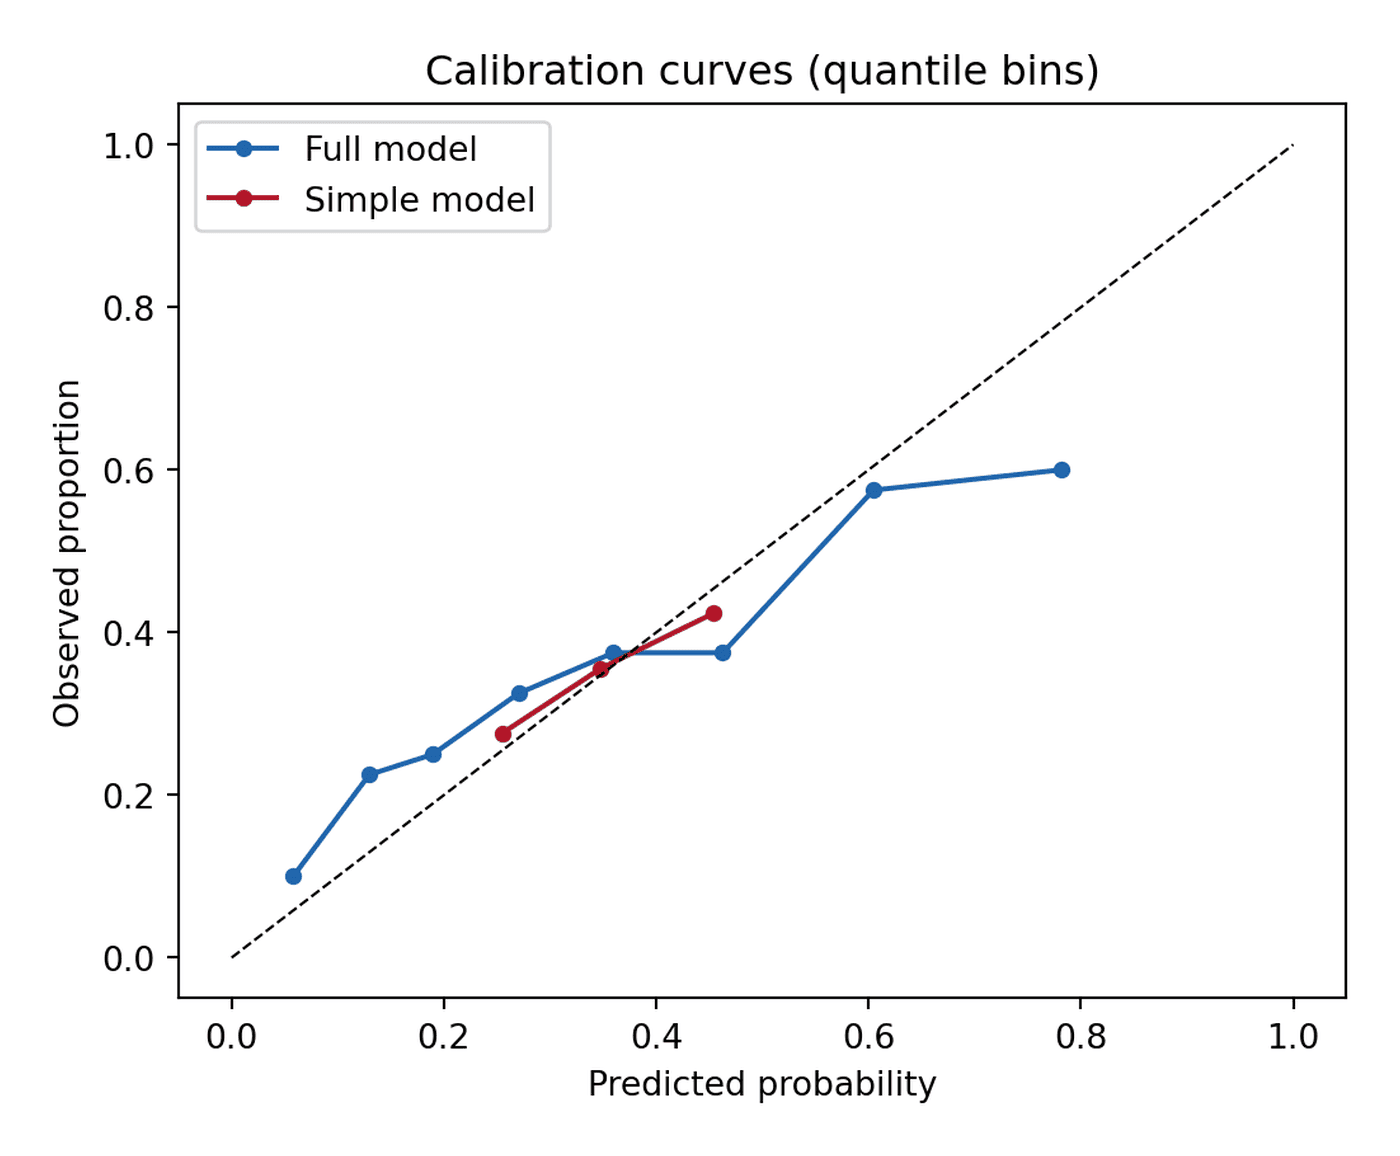 Calibration curves (quantile bins)
Full model
Simple model
1.0
0.8
0.6
0.4
0.2
0.0
Observed proportion
0.0 0.2 0.4 0.6 0.8 1.0
Predicted probability